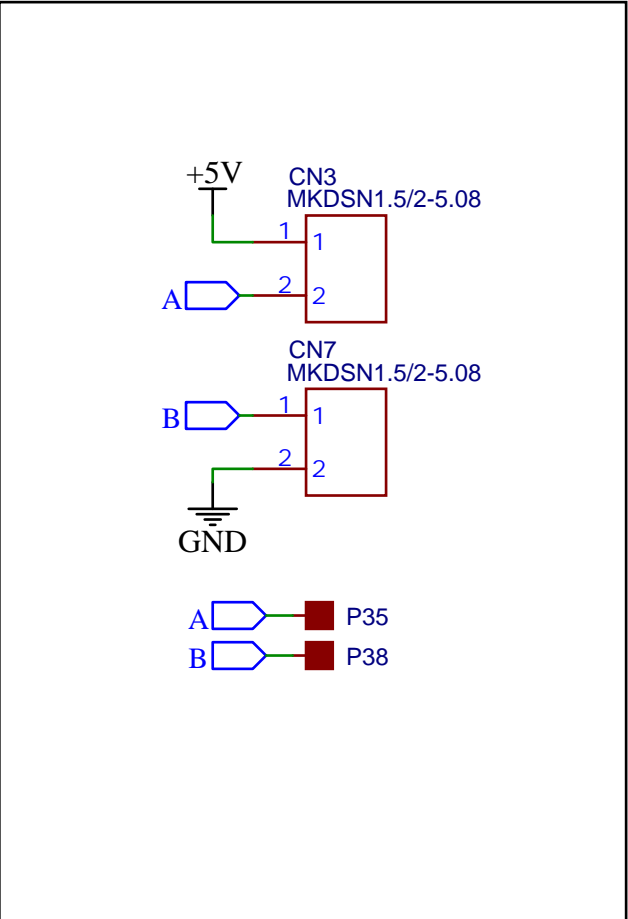 +5V
CN3
MKDSN1.5/2-5.08
1 1
A 2 2
CN7
MKDSN1.5/2-5.08
B 1 1
2 2
GND
A P35
B P38